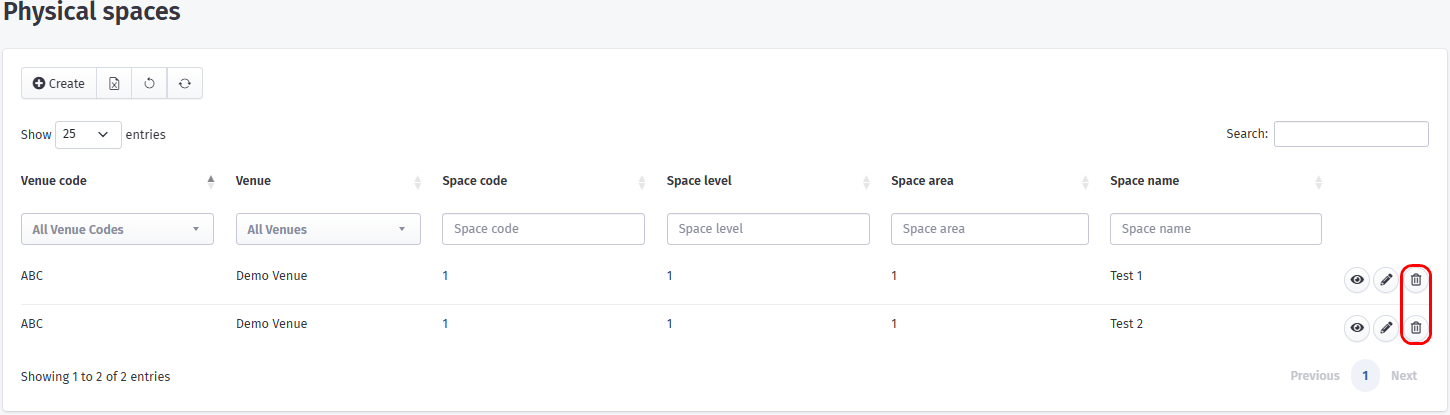 Physical spaces
Create
Show 25 entries Search:
Venue code Venue Space code Space level Space area Space name
All Venue Codes All Venues Space code Space level Space area Space name
ABC Demo Venue 1 1 1 Test 1
ABC Demo Venue 1 1 1 Test 2
Showing 1 to 2 of 2 entries Previous 1 Next